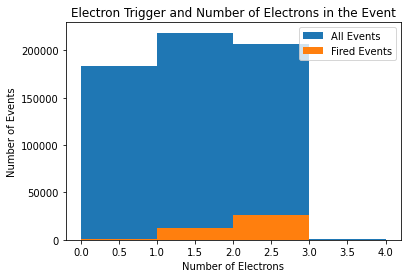 Electron Trigger and Number of Electrons in the Event
All Events
Fired Events
Number of Events
200000
150000
100000
50000
0
0.0 0.5 1.0 1.5 2.0 2.5 3.0 3.5 4.0
Number of Electrons